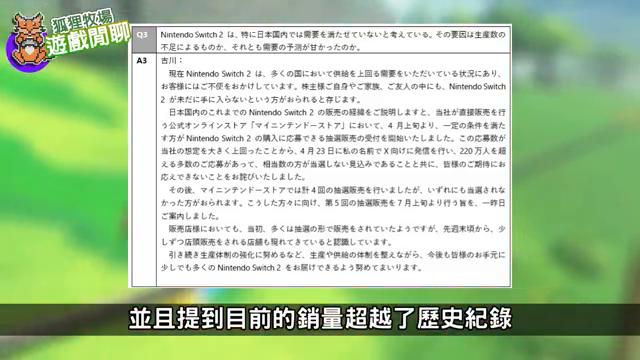 狐狸牧場
遊戲閒聊
Q3 Nintendo Switch 2 は、特に日本国内では需要を満たせていないと考えている。その要因は生産数の
不足によるものか、それとも需要の予測が甘かったのか。
A3 古川：
現在 Nintendo Switch 2 は、多くの国において供給を上回る需要をいただいている状況にあり、
お客様にはご不便をおかけしています。株主様ご自身やご家族、ご友人の中にも、Nintendo Switch
2 が未だに手に入らないという方がおられると存じます。
日本国内のこれまでの Nintendo Switch 2 の販売の経緯をご説明しますと、当社が直接販売を行
う公式オンラインストア「マイニンテンドーストア」において、4 月上旬より、一定の条件を満た
す方が Nintendo Switch 2 の購入に応募できる抽選販売の受付を開始いたしました。この応募数が
当社の想定を大きく上回ったことから、4 月 23 日に私の名前で X 向けに発信を行い、220 万人を超
える多数のご応募があって、相当数の方が当選しない見込みであることと共に、皆様のご期待にお
応えできないことをお詫びいたしました。
その後、マイニンテンドーストアでは計 4 回の抽選販売を行いましたが、いずれにも当選されな
かった方がおられます。こうした方々に向け、第 5 回の抽選販売を 7 月上旬より行う旨を、一昨日
ご案内しました。
販売店様においても、当初、多くは抽選の形で販売をされていたようですが、先週末頃から、少
しずつ店頭販売をされる店舗も現れてきていると認識しています。
引き続き生産体制の強化に努めるなど、生産や供給の体制を整えながら、今後も皆様のお手元に
少しでも多くの Nintendo Switch 2 をお届けできるよう努めてまいります。
並且提到目前的銷量超越了歷史紀錄